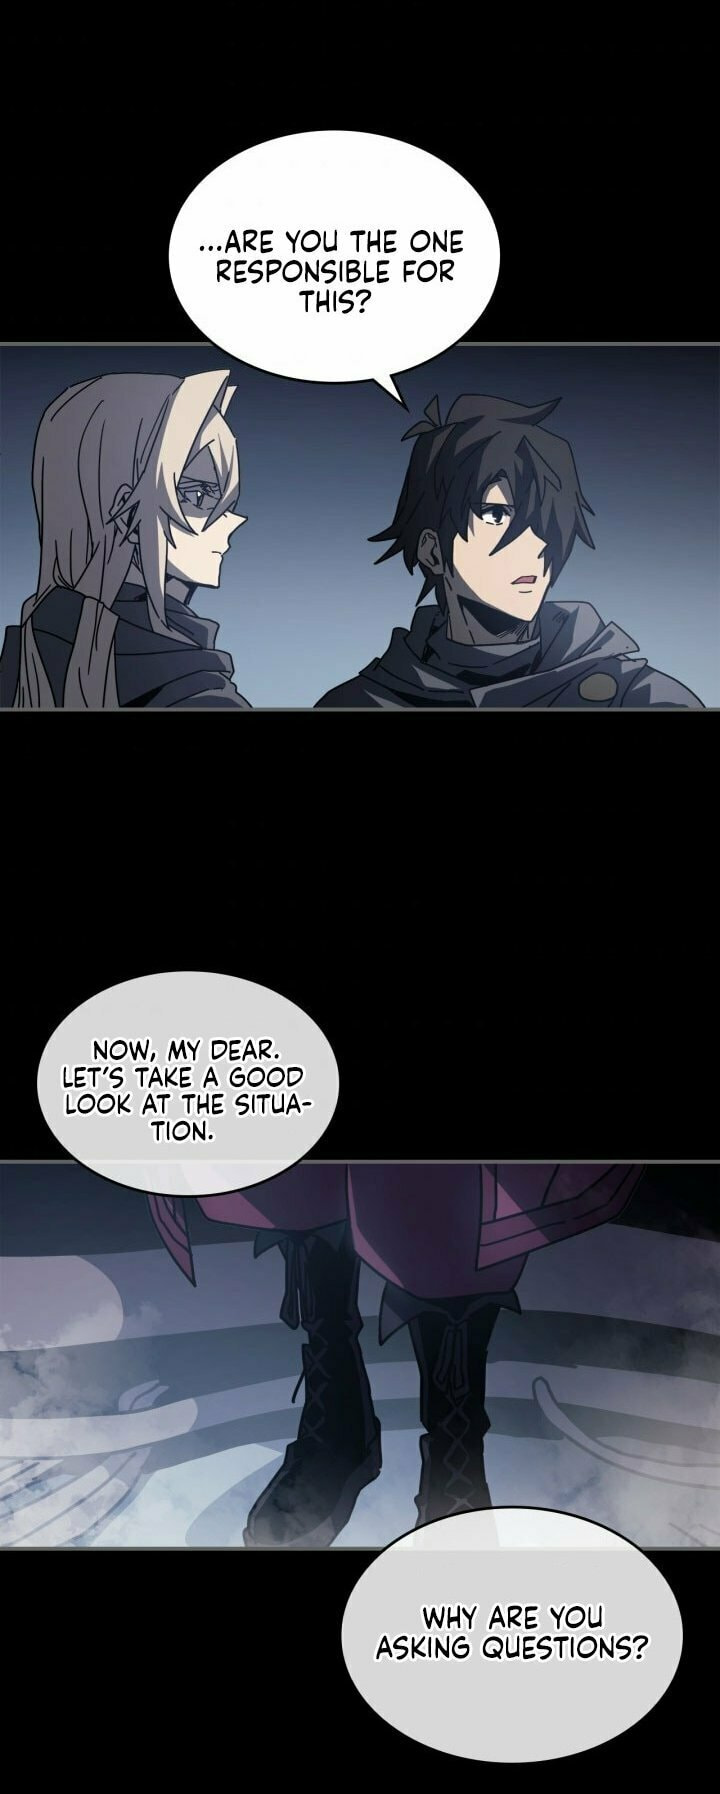 ...ARE YOU THE ONE
RESPONSIBLE FOR
THIS?
NOW, MY DEAR.
LET'S TAKE A GOOD
LOOK AT THE SITUA-
TION.
WHY ARE YOU
ASKING QUESTIONS?